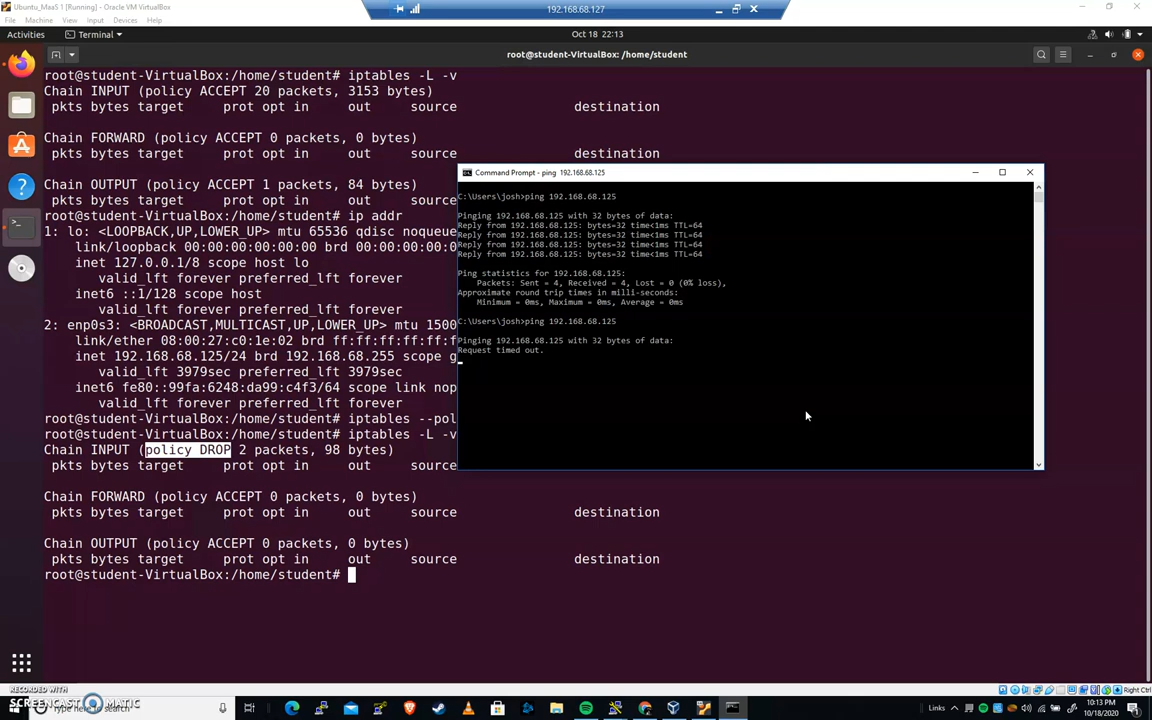 Ubuntu_MaaS 1 [Running] - Oracle VM VirtualBox
192.168.68.127
File Machine View Input Devices Help
Activities
Terminal
Oct 18 22:13
root@student-VirtualBox: /home/student
root@student-VirtualBox:/home/student# iptables -L -v
Chain INPUT (policy ACCEPT 20 packets, 3153 bytes)
pkts bytes target prot opt in out source destination
Chain FORWARD (policy ACCEPT 0 packets, 0 bytes)
pkts bytes target prot opt in out source destination
Chain OUTPUT (policy ACCEPT 1 packets, 84 bytes)
pkts bytes target prot opt in out source
root@student-VirtualBox:/home/student# ip addr
1: lo: <LOOPBACK,UP,LOWER_UP> mtu 65536 qdisc noqueue
link/loopback 00:00:00:00:00:00 brd 00:00:00:00
inet 127.0.0.1/8 scope host lo
valid_lft forever preferred_lft forever
inet6 ::1/128 scope host
valid_lft forever preferred_lft forever
2: enp0s3: <BROADCAST,MULTICAST,UP,LOWER_UP> mtu 1500
link/ether 08:00:27:c0:1e:02 brd ff:ff:ff:ff:ff:f
inet 192.168.68.125/24 brd 192.168.68.255 scope g
valid_lft 3979sec preferred_lft 3979sec
inet6 fe80::99fa:6248:da99:c4f3/64 scope link nop
valid_lft forever preferred_lft forever
root@student-VirtualBox:/home/student# iptables --pol
root@student-VirtualBox:/home/student# iptables -L -v
Chain INPUT (policy DROP 2 packets, 98 bytes)
pkts bytes target prot opt in out source
Chain FORWARD (policy ACCEPT 0 packets, 0 bytes)
pkts bytes target prot opt in out source destination
Chain OUTPUT (policy ACCEPT 0 packets, 0 bytes)
pkts bytes target prot opt in out source destination
root@student-VirtualBox:/home/student#
Command Prompt - ping 192.168.68.125
C:\Users\josh>ping 192.168.68.125
Pinging 192.168.68.125 with 32 bytes of data:
Reply from 192.168.68.125: bytes=32 time<1ms TTL=64
Reply from 192.168.68.125: bytes=32 time<1ms TTL=64
Reply from 192.168.68.125: bytes=32 time<1ms TTL=64
Reply from 192.168.68.125: bytes=32 time<1ms TTL=64
Ping statistics for 192.168.68.125:
Packets: Sent = 4, Received = 4, Lost = 0 (0% loss),
Approximate round trip times in milli-seconds:
Minimum = 0ms, Maximum = 0ms, Average = 0ms
C:\Users\josh>ping 192.168.68.125
Pinging 192.168.68.125 with 32 bytes of data:
Request timed out.
Right Ctrl
RECORDED WITH
SCREENCAST MATIC
here to search
Links
10:13 PM
10/18/2020